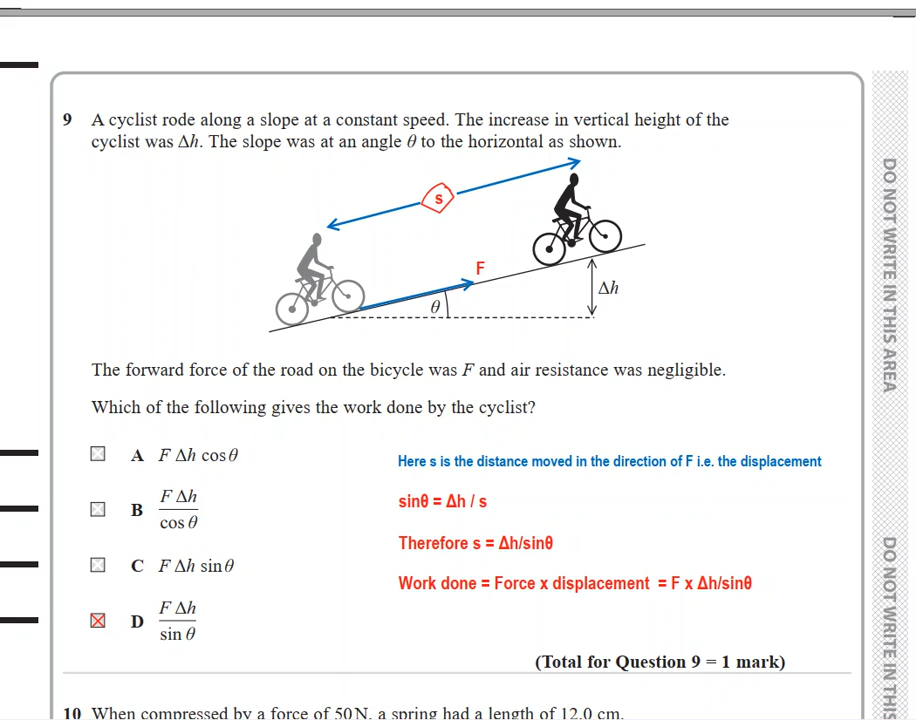 9 A cyclist rode along a slope at a constant speed. The increase in vertical height of the
cyclist was Δh. The slope was at an angle θ to the horizontal as shown.
s
F
θ
Δh
The forward force of the road on the bicycle was F and air resistance was negligible.
Which of the following gives the work done by the cyclist?
A F Δh cosθ
B F Δh / cos θ
C F Δh sinθ
D F Δh / sin θ
Here s is the distance moved in the direction of F i.e. the displacement
sinθ = Δh / s
Therefore s = Δh/sinθ
Work done = Force x displacement = F x Δh/sinθ
(Total for Question 9 = 1 mark)
10 When compressed by a force of 50 N, a spring had a length of 12.0 cm.
DO NOT WRITE IN THIS AREA
DO NOT WRITE IN THIS